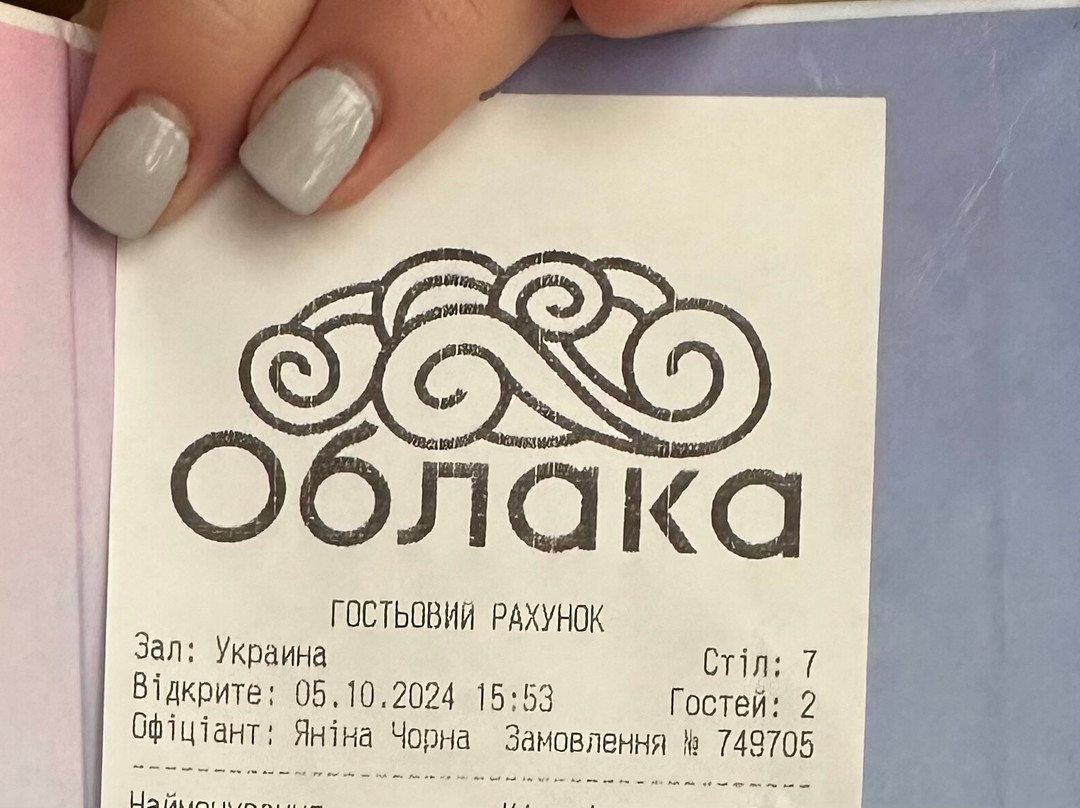 Облака
ГОСТЬОВИЙ РАХУНОК
Зал: Украина Стіл: 7
Відкрите: 05.10.2024 15:53 Гостей: 2
Офіціант: Яніна Чорна Замовлення № 749705